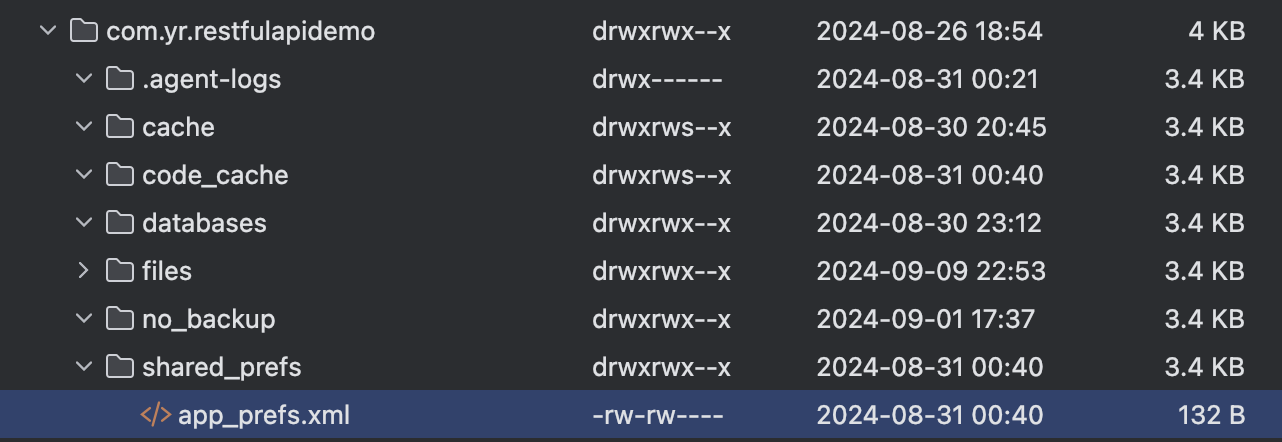 com.yr.restfulapidemo drwxrwx--x 2024-08-26 18:54 4 KB
.agent-logs drwx------ 2024-08-31 00:21 3.4 KB
cache drwxrws--x 2024-08-30 20:45 3.4 KB
code_cache drwxrws--x 2024-08-31 00:40 3.4 KB
databases drwxrwx--x 2024-08-30 23:12 3.4 KB
files drwxrwx--x 2024-09-09 22:53 3.4 KB
no_backup drwxrwx--x 2024-09-01 17:37 3.4 KB
shared_prefs drwxrwx--x 2024-08-31 00:40 3.4 KB
</> app_prefs.xml -rw-rw---- 2024-08-31 00:40 132 B